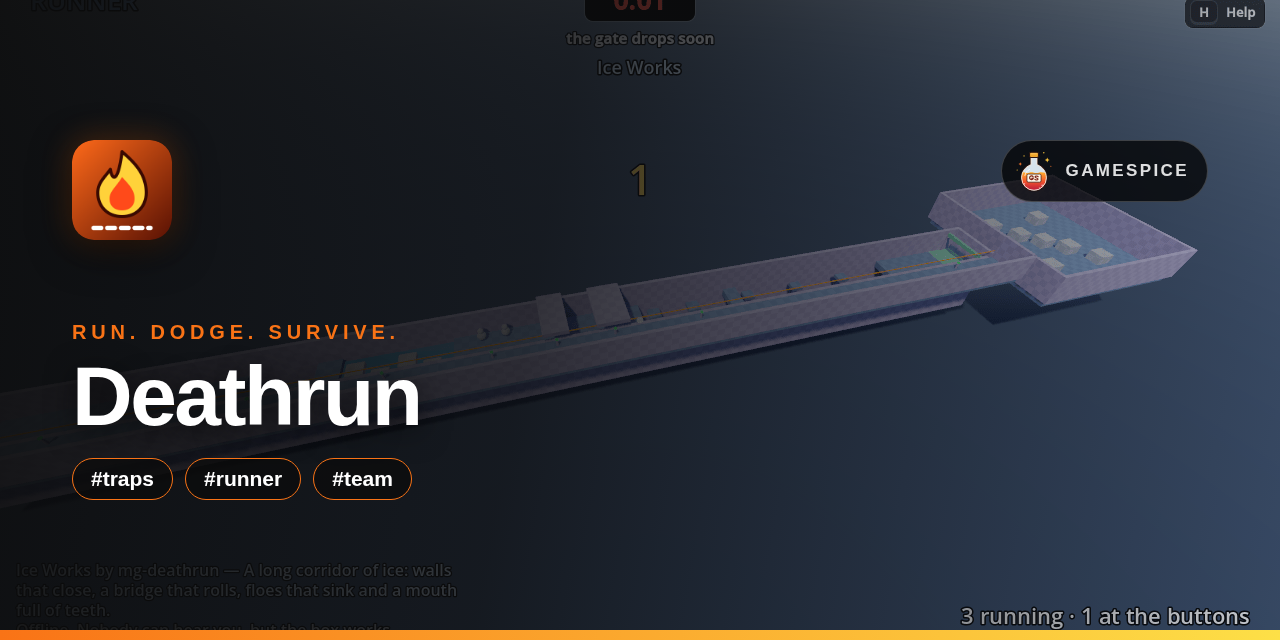 RUNNER
0:01
H Help
the gate drops soon
Ice Works
1
GS
GAMESPICE
RUN. DODGE. SURVIVE.
Deathrun
#traps #runner #team
Ice Works by mg-deathrun — A long corridor of ice: walls
that close, a bridge that rolls, floes that sink and a mouth
full of teeth.
3 running · 1 at the buttons